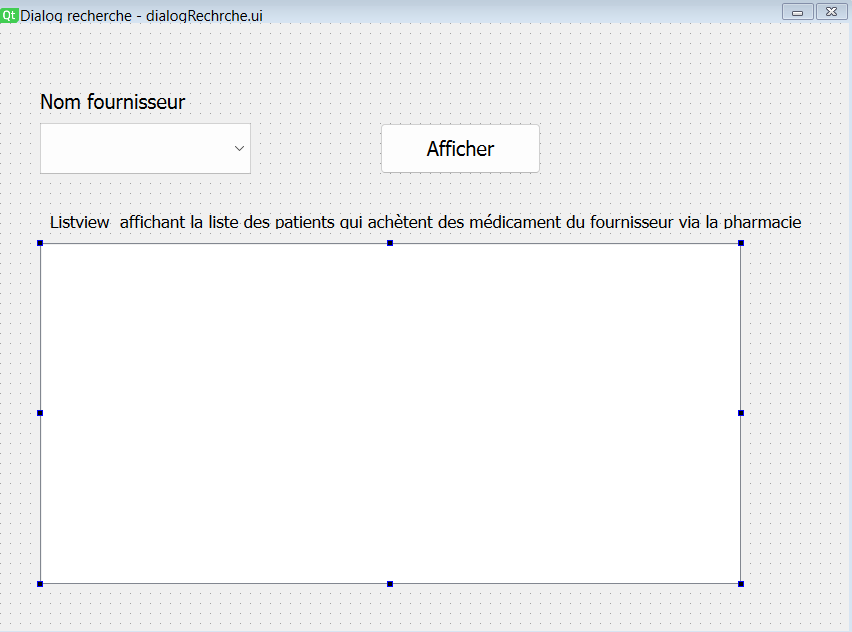 Qt Dialog recherche - dialogRechrche.ui
Nom fournisseur
Afficher
Listview affichant la liste des patients qui achètent des médicament du fournisseur via la pharmacie